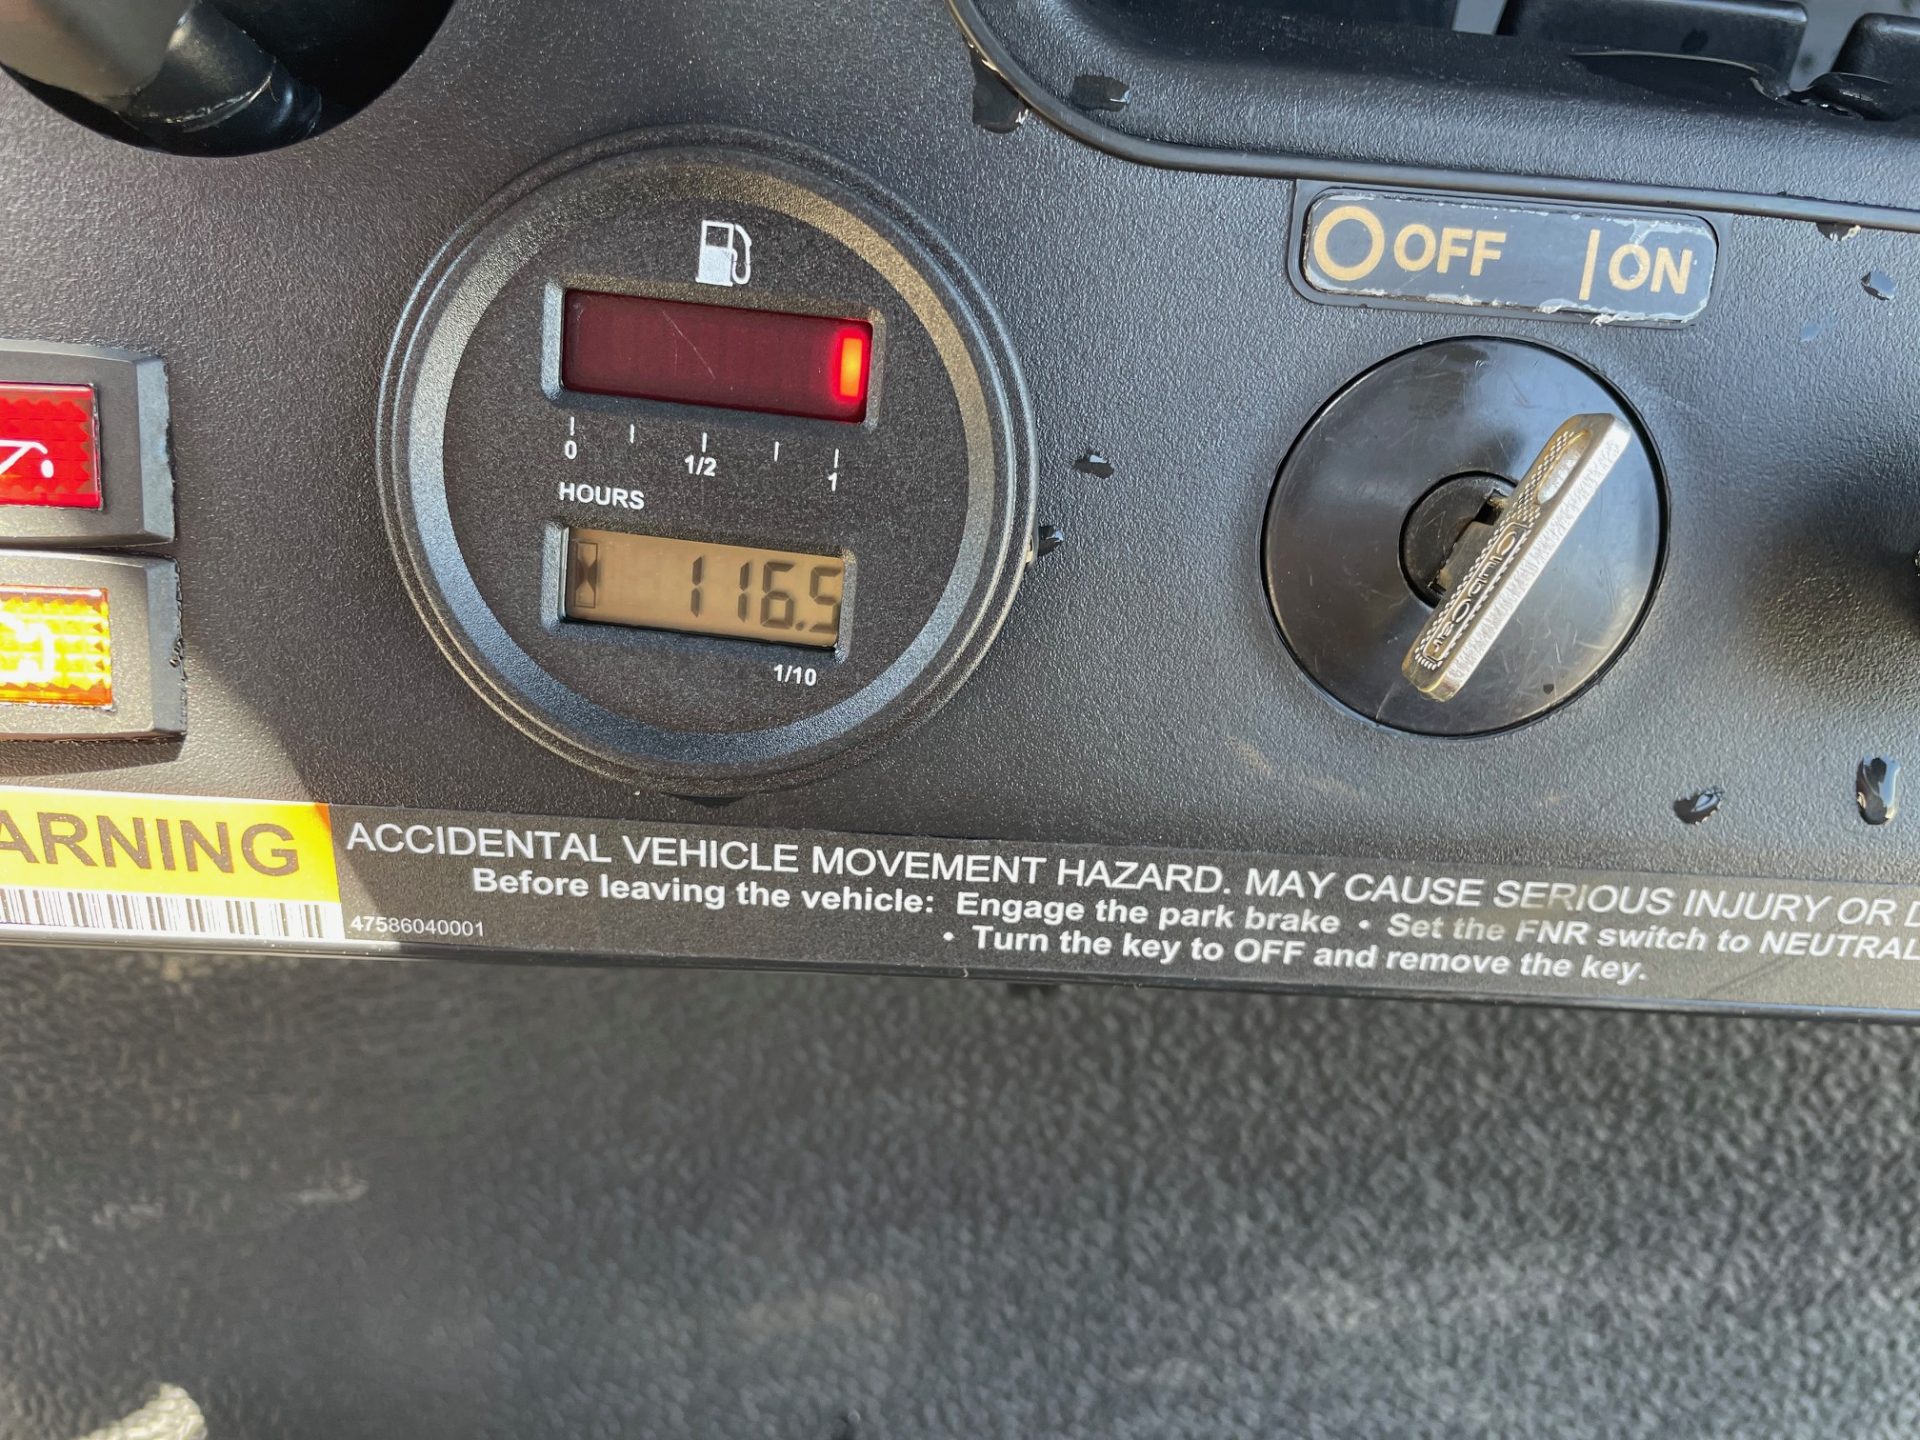 OFF | ON
0 1/2 1
HOURS
116.5
1/10
ARNING
ACCIDENTAL VEHICLE MOVEMENT HAZARD. MAY CAUSE SERIOUS INJURY OR D
Before leaving the vehicle: Engage the park brake • Set the FNR switch to NEUTRAL
• Turn the key to OFF and remove the key.
47586040001